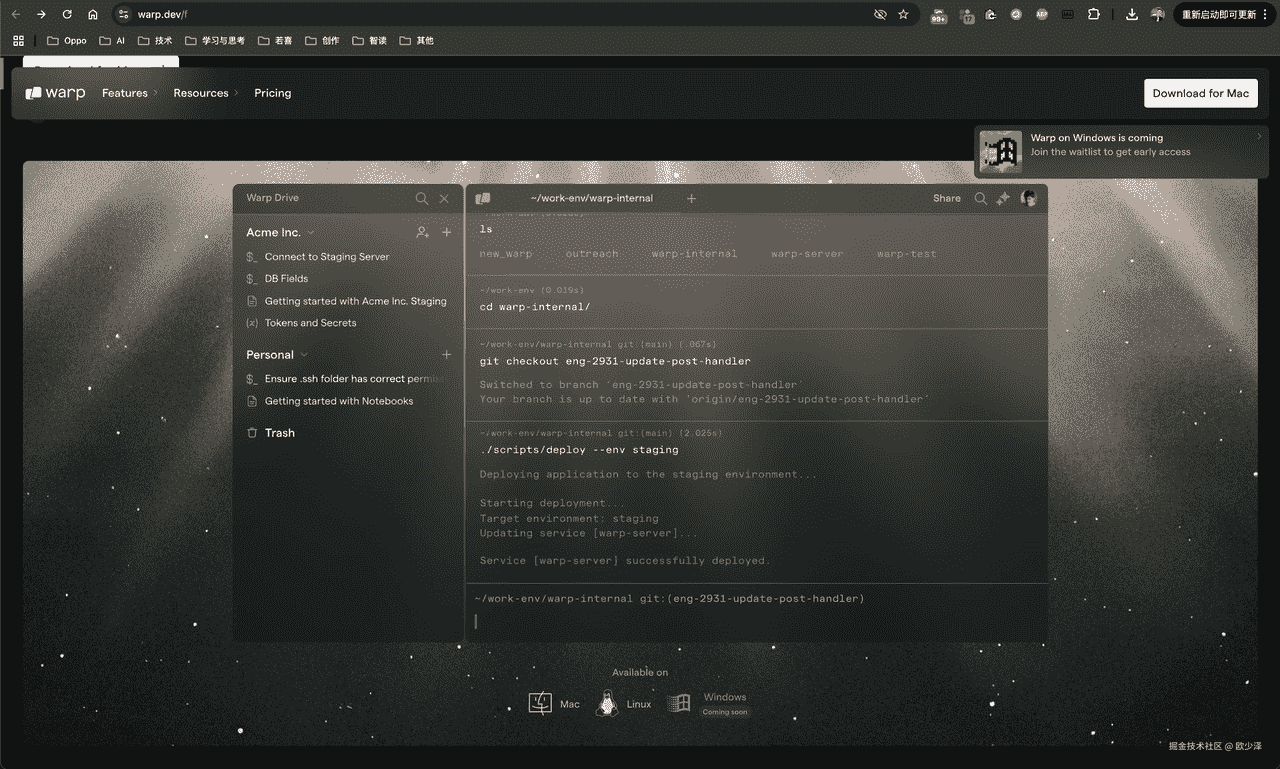 warp.dev/f
99+
17
ABP
重新启动即可更新
Oppo
AI
技术
学习与思考
若喜
创作
智谈
其他
warp
Features
Resources
Pricing
Download for Mac
Warp on Windows is coming
Join the waitlist to get early access
Warp Drive
Acme Inc.
$_ Connect to Staging Server
$_ DB Fields
Getting started with Acme Inc. Staging
(x) Tokens and Secrets
Personal
$_ Ensure .ssh folder has correct permiss
Getting started with Notebooks
Trash
~/work-env/warp-internal
Share
ls
new_warp outreach warp-internal warp-server warp-test
~/work-env (0.019s)
cd warp-internal/
~/work-env/warp-internal git:(main) (.067s)
git checkout eng-2931-update-post-handler
Switched to branch 'eng-2931-update-post-handler'
Your branch is up to date with 'origin/eng-2931-update-post-handler'
~/work-env/warp-internal git:(main) (2.025s)
./scripts/deploy --env staging
Deploying application to the staging environment...
Starting deployment...
Target environment: staging
Updating service [warp-server]...
Service [warp-server] successfully deployed.
~/work-env/warp-internal git:(eng-2931-update-post-handler)
Available on
Mac
Linux
Windows
Coming soon
掘金技术社区 @ 欧少泽